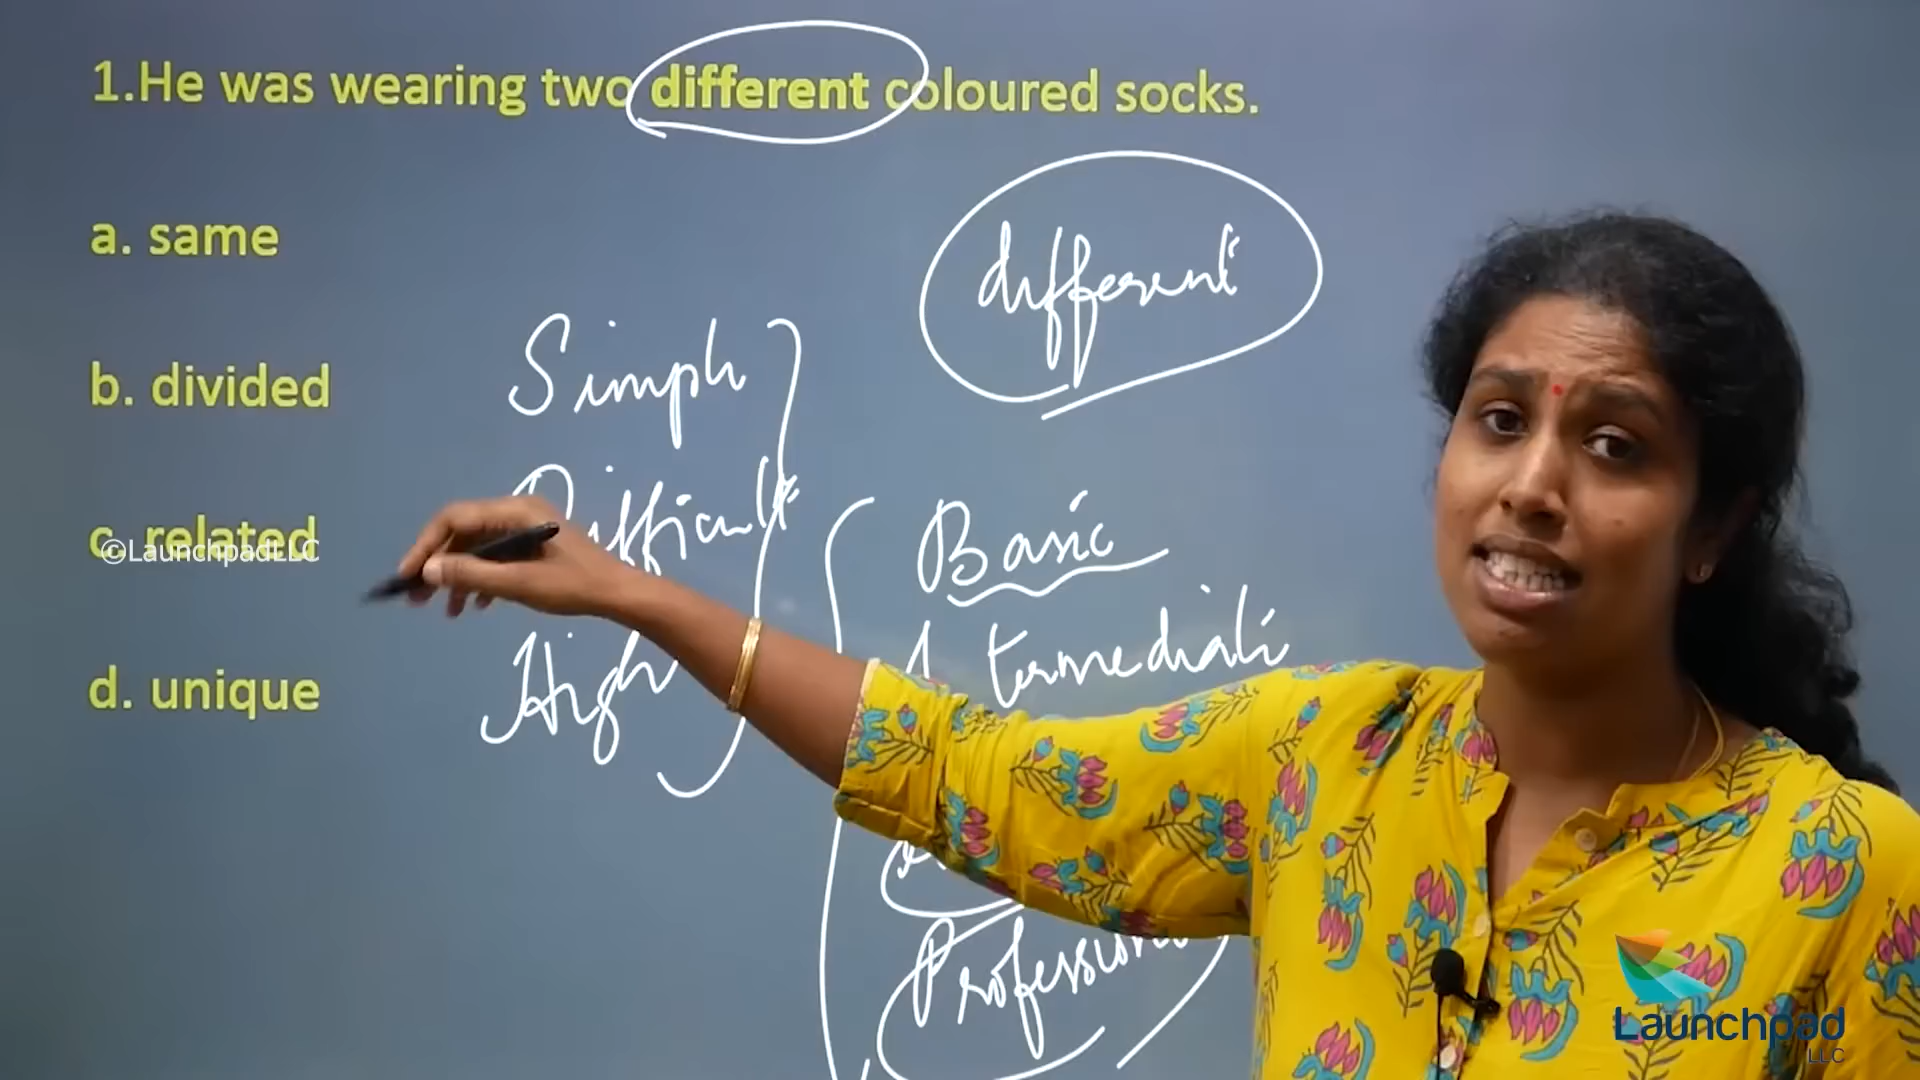 1.He was wearing two different coloured socks.
a. same
different
Simple
b. divided
Difficult
Basic
c. related
©LaunchpadLLC
High
d. unique
Launchpad
LLC